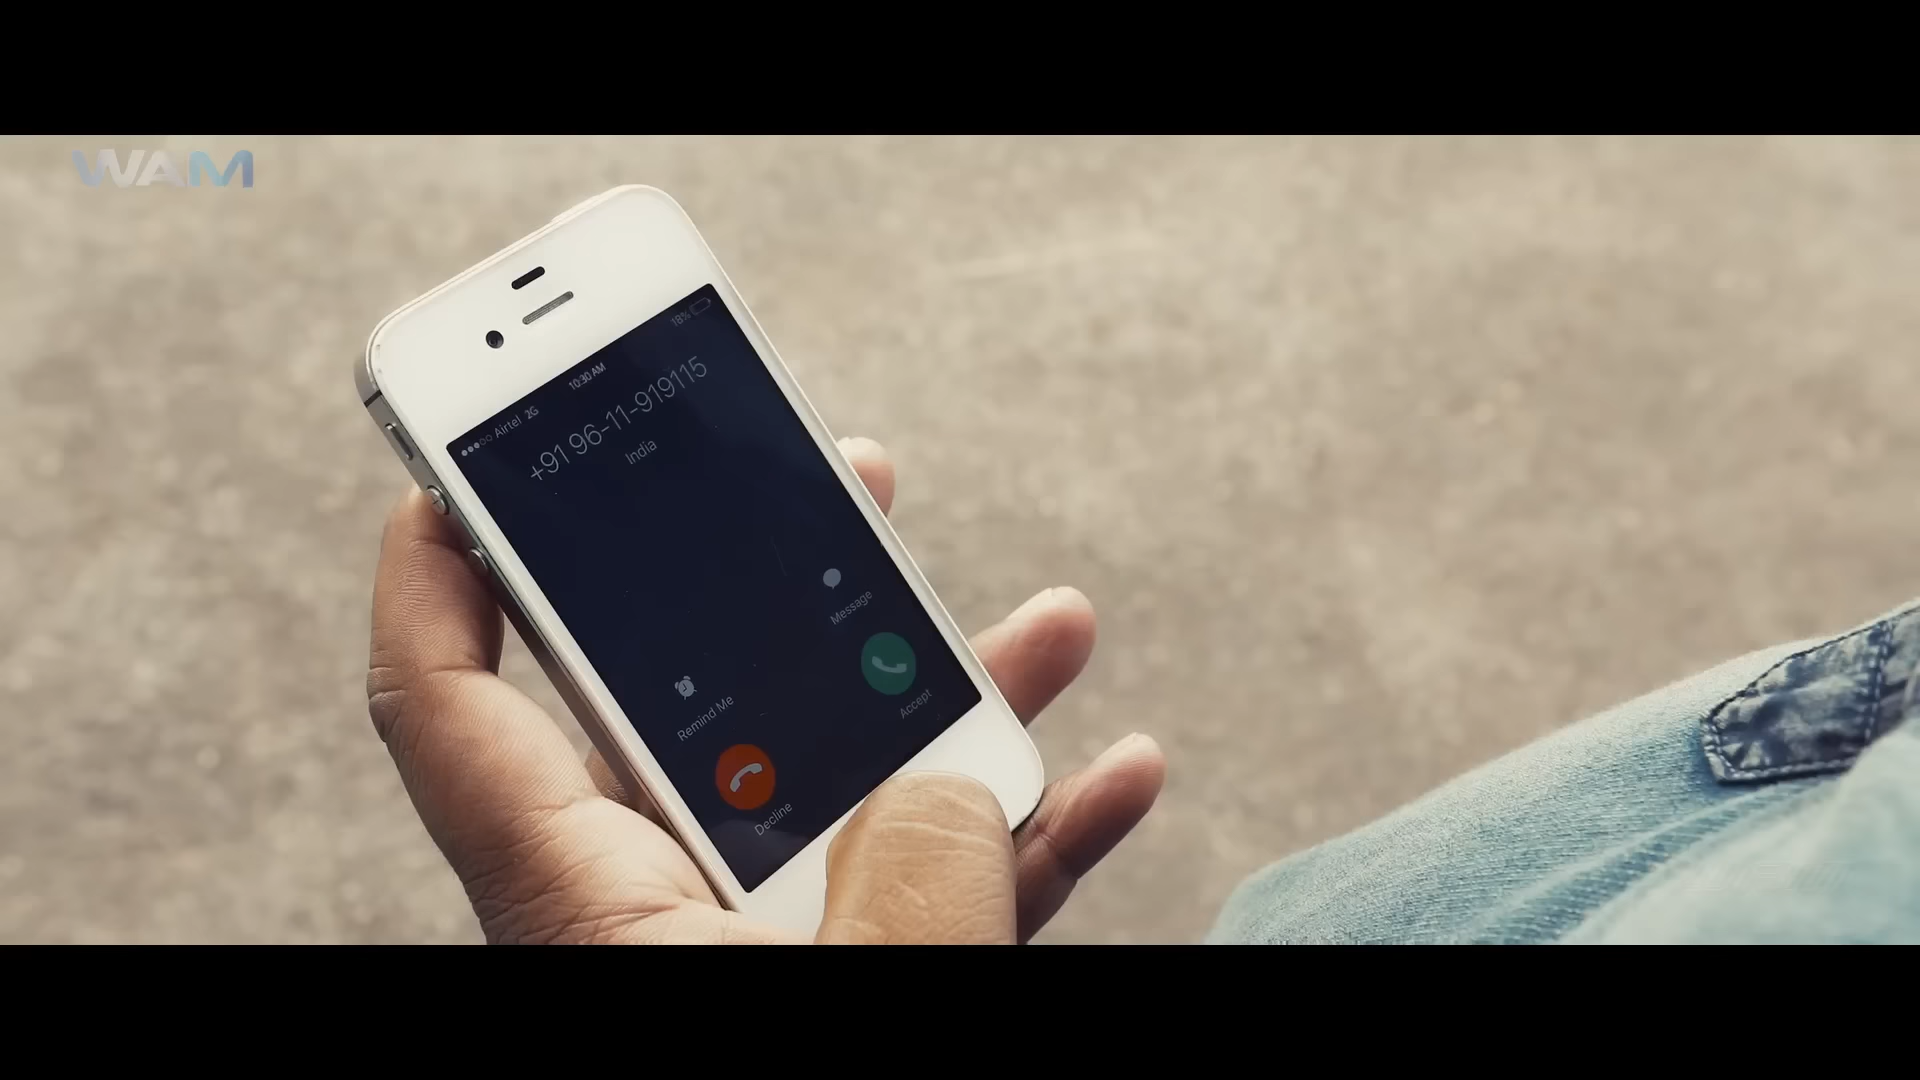 WAM
18%
10:30 AM
Airtel 2G
+91 96-11-919115
India
Message
Remind Me
Accept
Decline